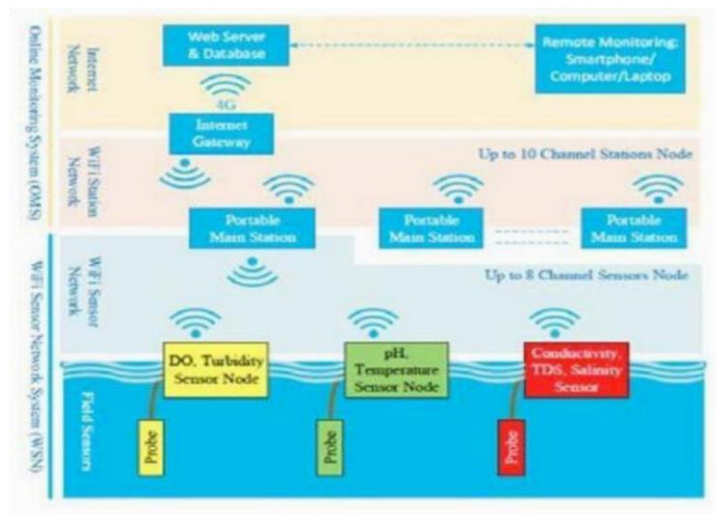 Online Monitoring System (OMS)
Internet
Network
Web Server
& Database
Remote Monitoring:
Smartphone/
Computer/Laptop
4G
Internet
Gateway
WiFi Station
Network
Up to 10 Channel Stations Node
Portable
Main Station
Portable
Main Station
Portable
Main Station
WiFi Sensor Network System (WSN)
WiFi Sensor
Network
Up to 8 Channel Sensors Node
DO, Turbidity
Sensor Node
pH,
Temperature
Sensor Node
Conductivity,
TDS, Salinity
Sensor
Field Sensors
Probe
Probe
Probe